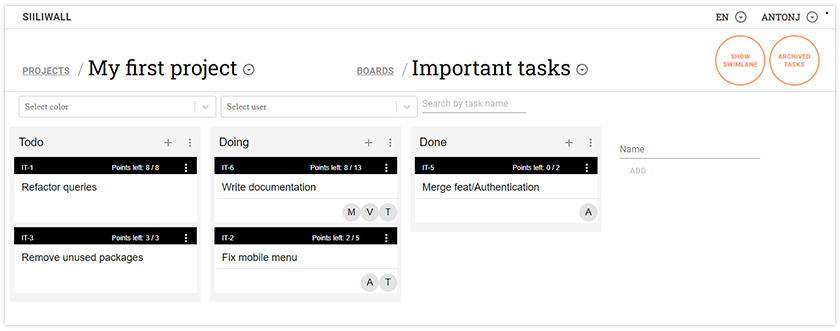 SIILIWALL EN ANTONJ
PROJECTS / My first project BOARDS / Important tasks
SHOW SWIMLANE
ARCHIVED TASKS
Select color Select user Search by task name
Todo +
IT-1 Points left: 8 / 8
Refactor queries
IT-3 Points left: 3 / 3
Remove unused packages
Doing +
IT-6 Points left: 8 / 13
Write documentation
M V T
IT-2 Points left: 2 / 5
Fix mobile menu
A T
Done +
IT-5 Points left: 0 / 2
Merge feat/Authentication
A
Name
ADD